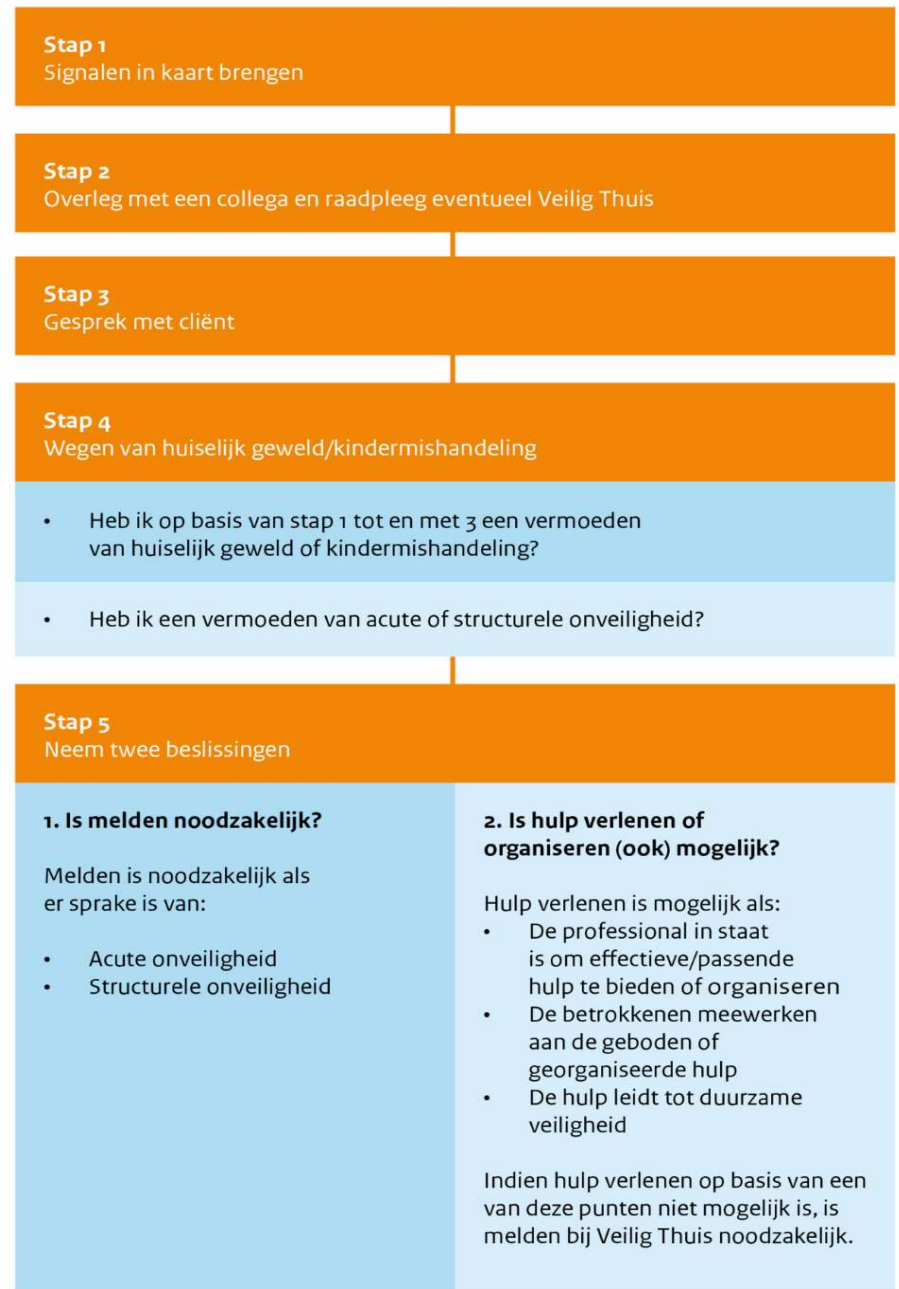 Stap 1
Signalen in kaart brengen
Stap 2
Overleg met een collega en raadpleeg eventueel Veilig Thuis
Stap 3
Gesprek met cliënt
Stap 4
Wegen van huiselijk geweld/kindermishandeling
• Heb ik op basis van stap 1 tot en met 3 een vermoeden
van huiselijk geweld of kindermishandeling?
• Heb ik een vermoeden van acute of structurele onveiligheid?
Stap 5
Neem twee beslissingen
1. Is melden noodzakelijk?
Melden is noodzakelijk als
er sprake is van:
• Acute onveiligheid
• Structurele onveiligheid
2. Is hulp verlenen of
organiseren (ook) mogelijk?
Hulp verlenen is mogelijk als:
• De professional in staat
is om effectieve/passende
hulp te bieden of organiseren
• De betrokkenen meewerken
aan de geboden of
georganiseerde hulp
• De hulp leidt tot duurzame
veiligheid
Indien hulp verlenen op basis van een
van deze punten niet mogelijk is, is
melden bij Veilig Thuis noodzakelijk.